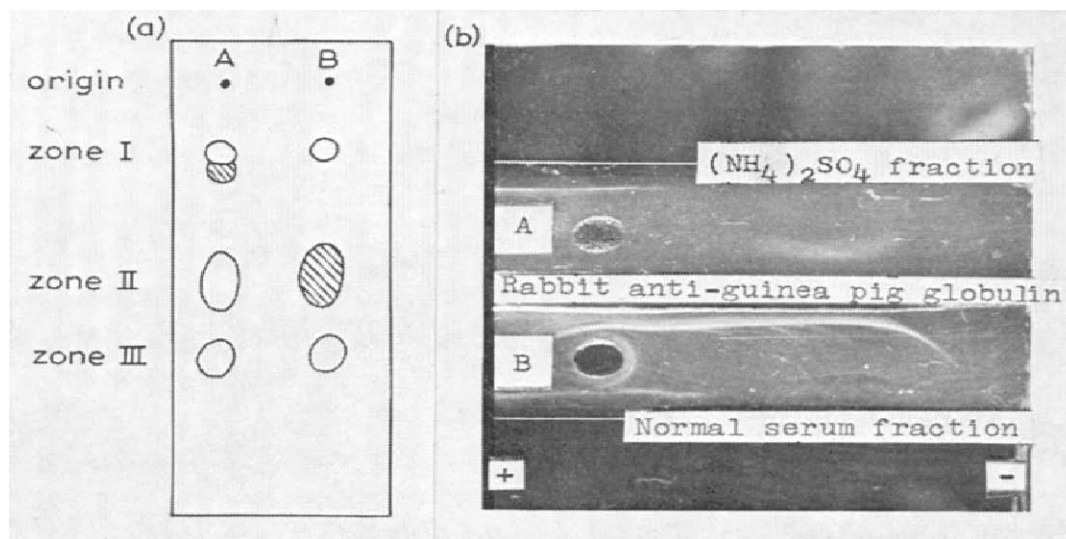 (a)
A B
origin
zone I
zone II
zone III
(b)
(NH4)2SO4 fraction
A
Rabbit anti-guinea pig globulin
B
Normal serum fraction
+ -